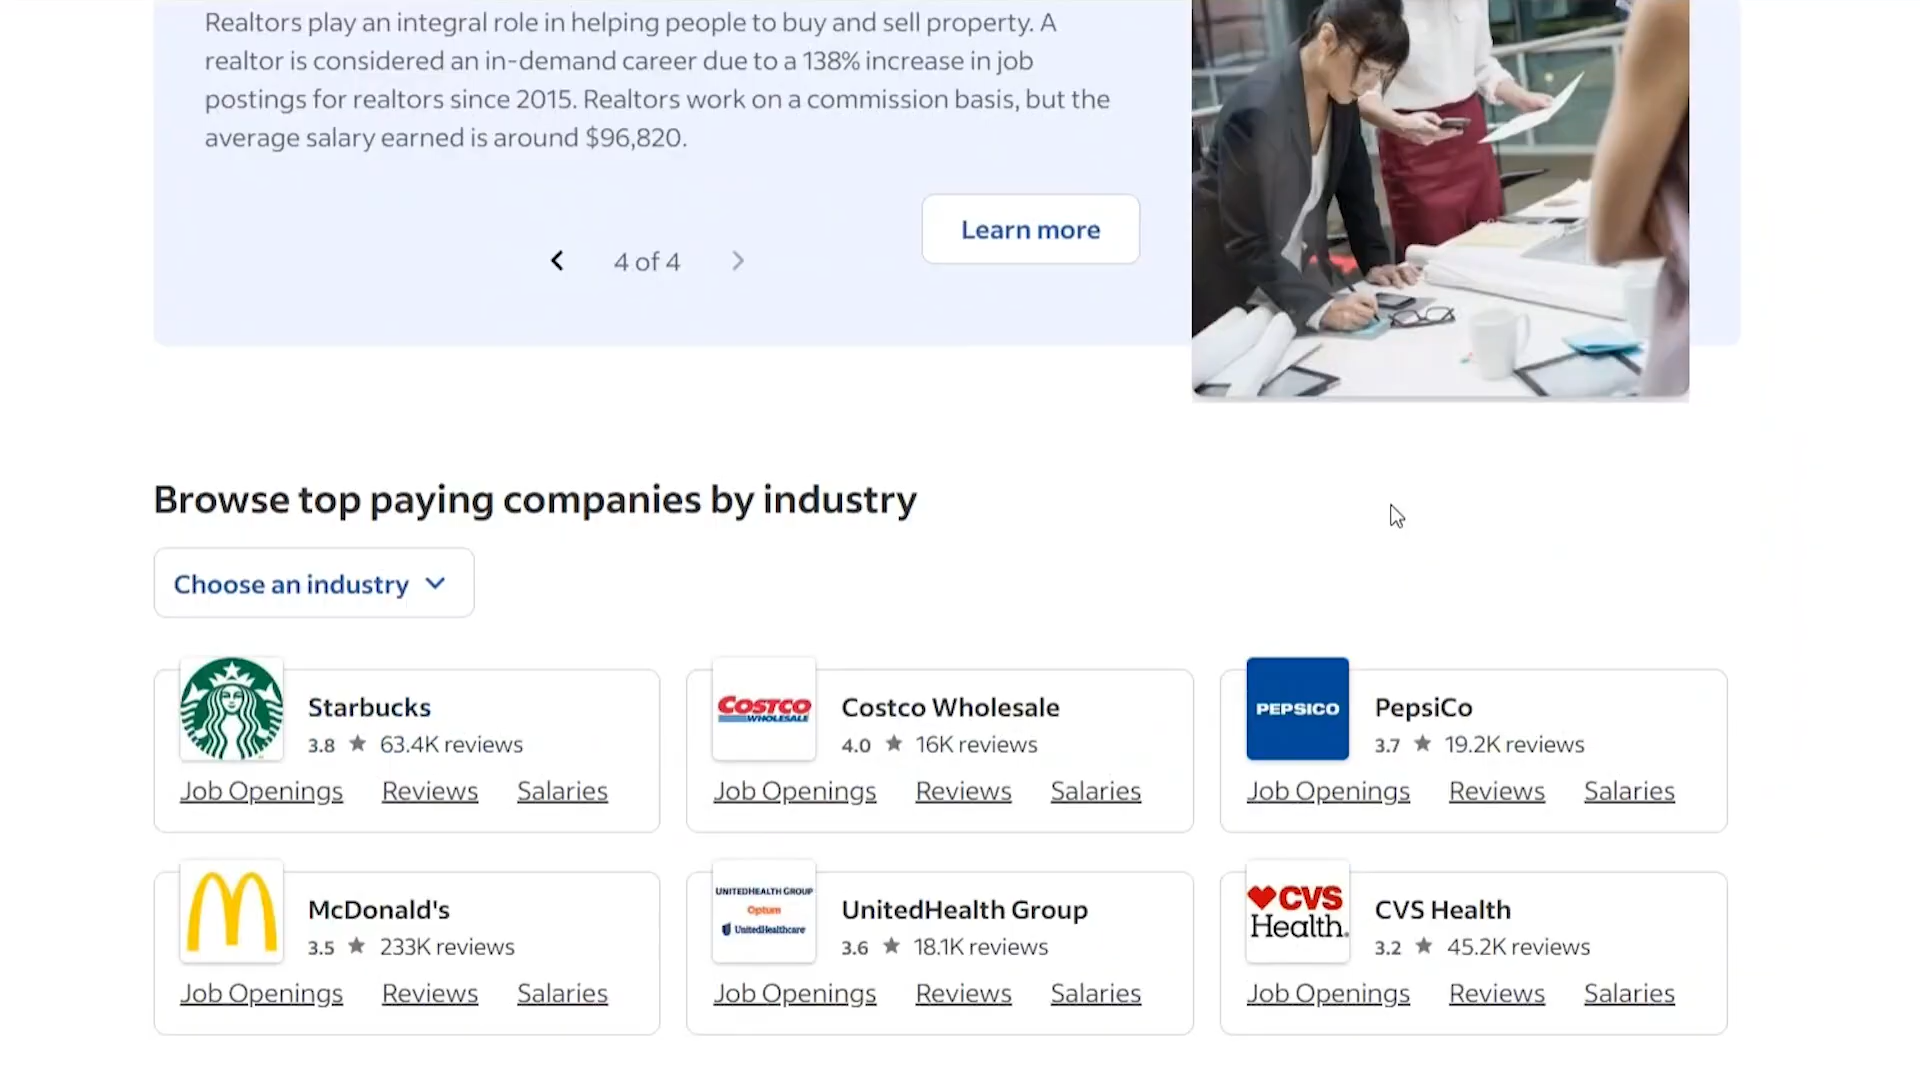 Realtors play an integral role in helping people to buy and sell property. A
realtor is considered an in-demand career due to a 138% increase in job
postings for realtors since 2015. Realtors work on a commission basis, but the
average salary earned is around $96,820.
Learn more
4 of 4
Browse top paying companies by industry
Choose an industry
Starbucks
3.8 ★ 63.4K reviews
Job Openings Reviews Salaries
COSTCO
WHOLESALE
Costco Wholesale
4.0 ★ 16K reviews
Job Openings Reviews Salaries
PEPSICO
PepsiCo
3.7 ★ 19.2K reviews
Job Openings Reviews Salaries
McDonald's
3.5 ★ 233K reviews
Job Openings Reviews Salaries
UNITEDHEALTH GROUP
Optum
UnitedHealthcare
UnitedHealth Group
3.6 ★ 18.1K reviews
Job Openings Reviews Salaries
CVS
Health.
CVS Health
3.2 ★ 45.2K reviews
Job Openings Reviews Salaries